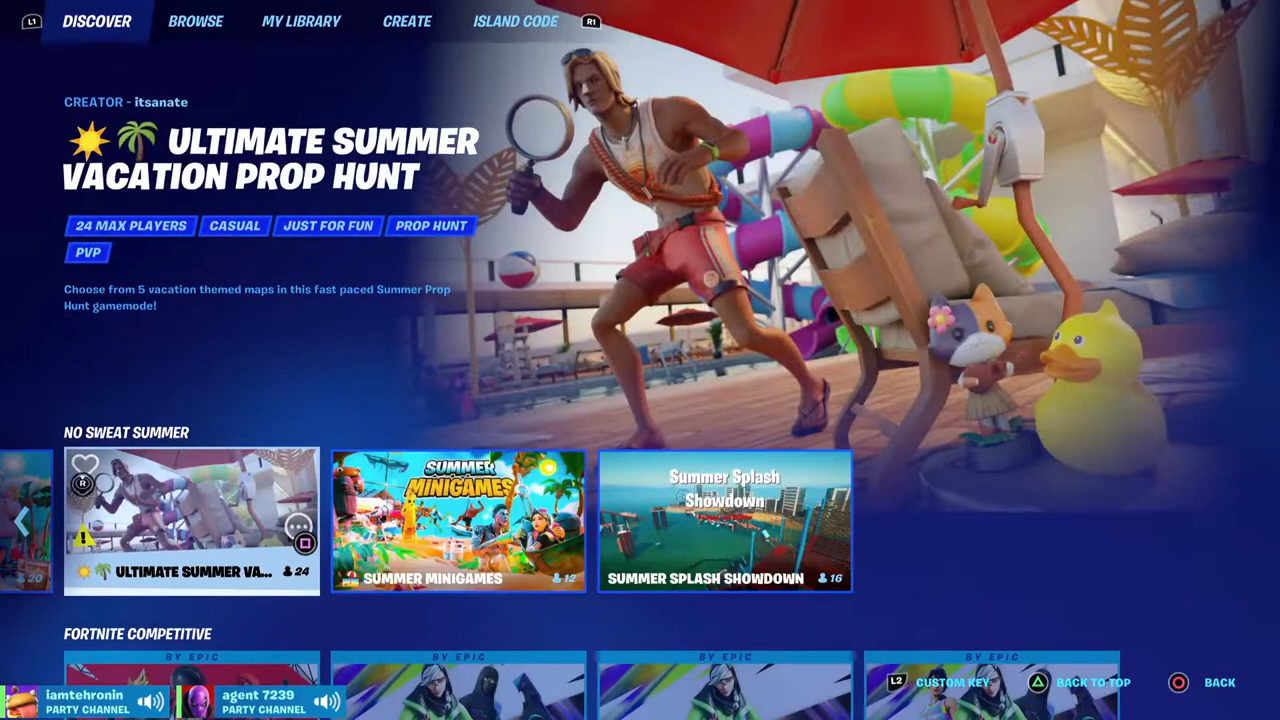 L1 DISCOVER BROWSE MY LIBRARY CREATE ISLAND CODE R1
CREATOR - itsanate
☀️🌴 ULTIMATE SUMMER
VACATION PROP HUNT
24 MAX PLAYERS CASUAL JUST FOR FUN PROP HUNT
PVP
Choose from 5 vacation themed maps in this fast paced Summer Prop
Hunt gamemode!
NO SWEAT SUMMER
20
R
☀️🌴 ULTIMATE SUMMER VA... 24
SUMMER
MINIGAMES
SUMMER MINIGAMES 12
Summer Splash
Showdown
SUMMER SPLASH SHOWDOWN 16
FORTNITE COMPETITIVE
BY EPIC BY EPIC BY EPIC BY EPIC
iamtehronin
PARTY CHANNEL
agent 7239
PARTY CHANNEL
L2 CUSTOM KEY BACK TO TOP BACK